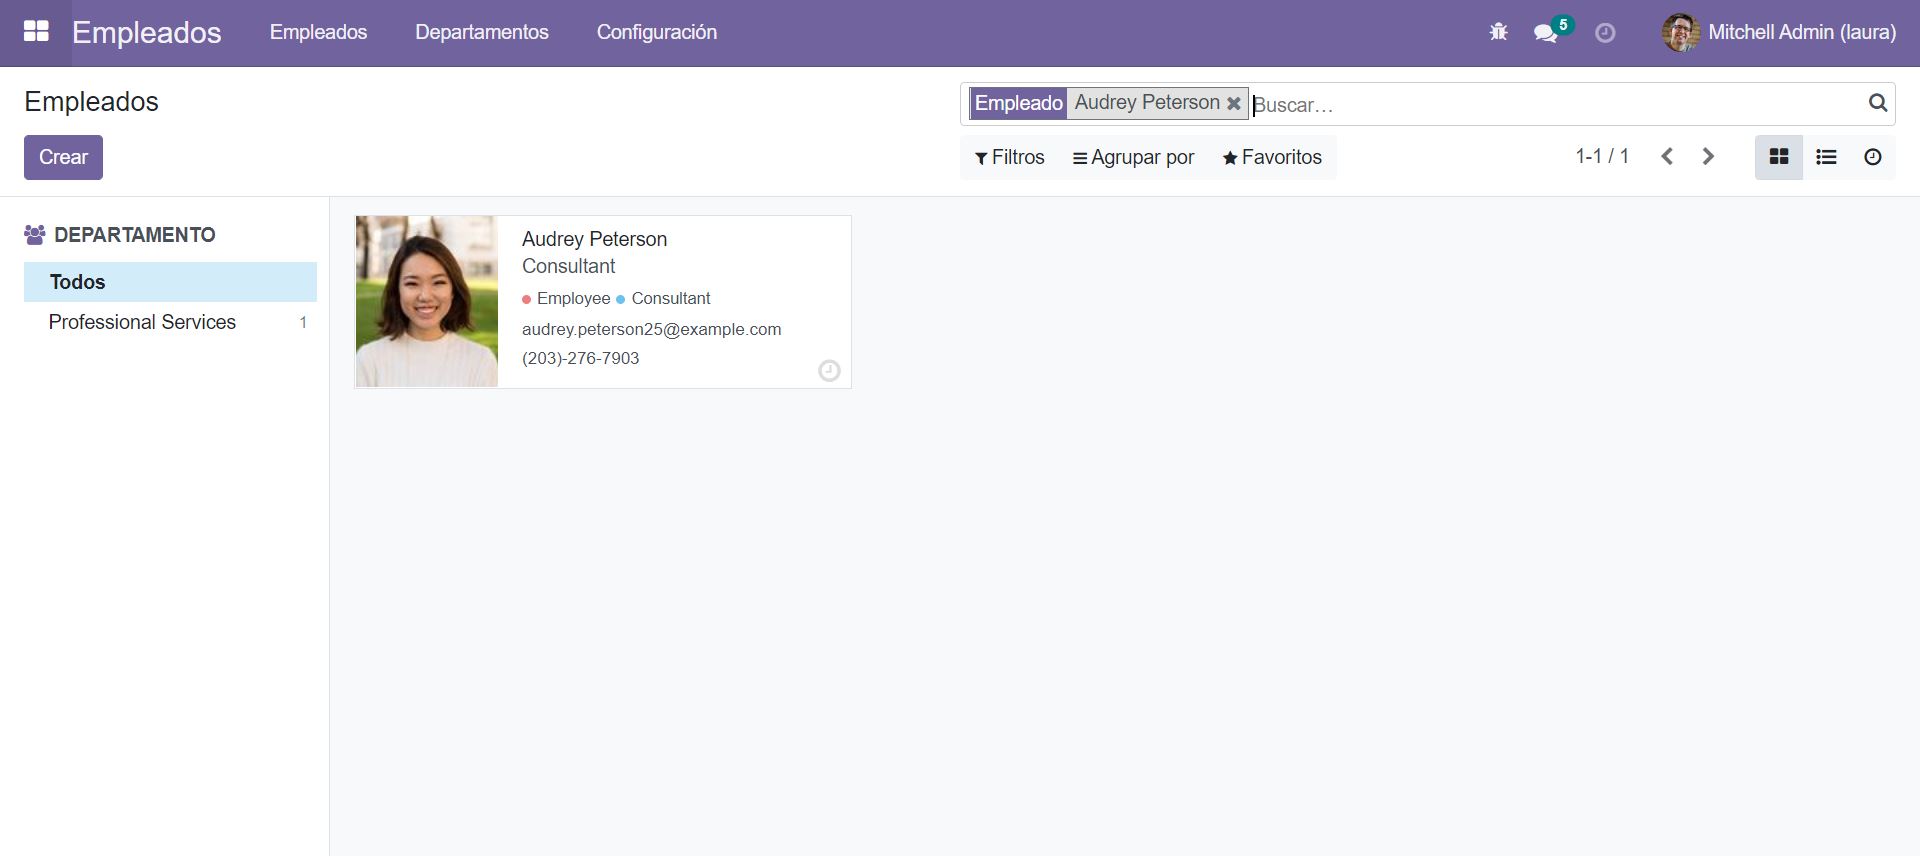 Empleados Empleados Departamentos Configuración 5 Mitchell Admin (laura)
Empleados
Empleado Audrey Peterson Buscar...
Crear
Filtros Agrupar por Favoritos 1-1 / 1
DEPARTAMENTO
Todos
Professional Services 1
Audrey Peterson
Consultant
Employee Consultant
audrey.peterson25@example.com
(203)-276-7903